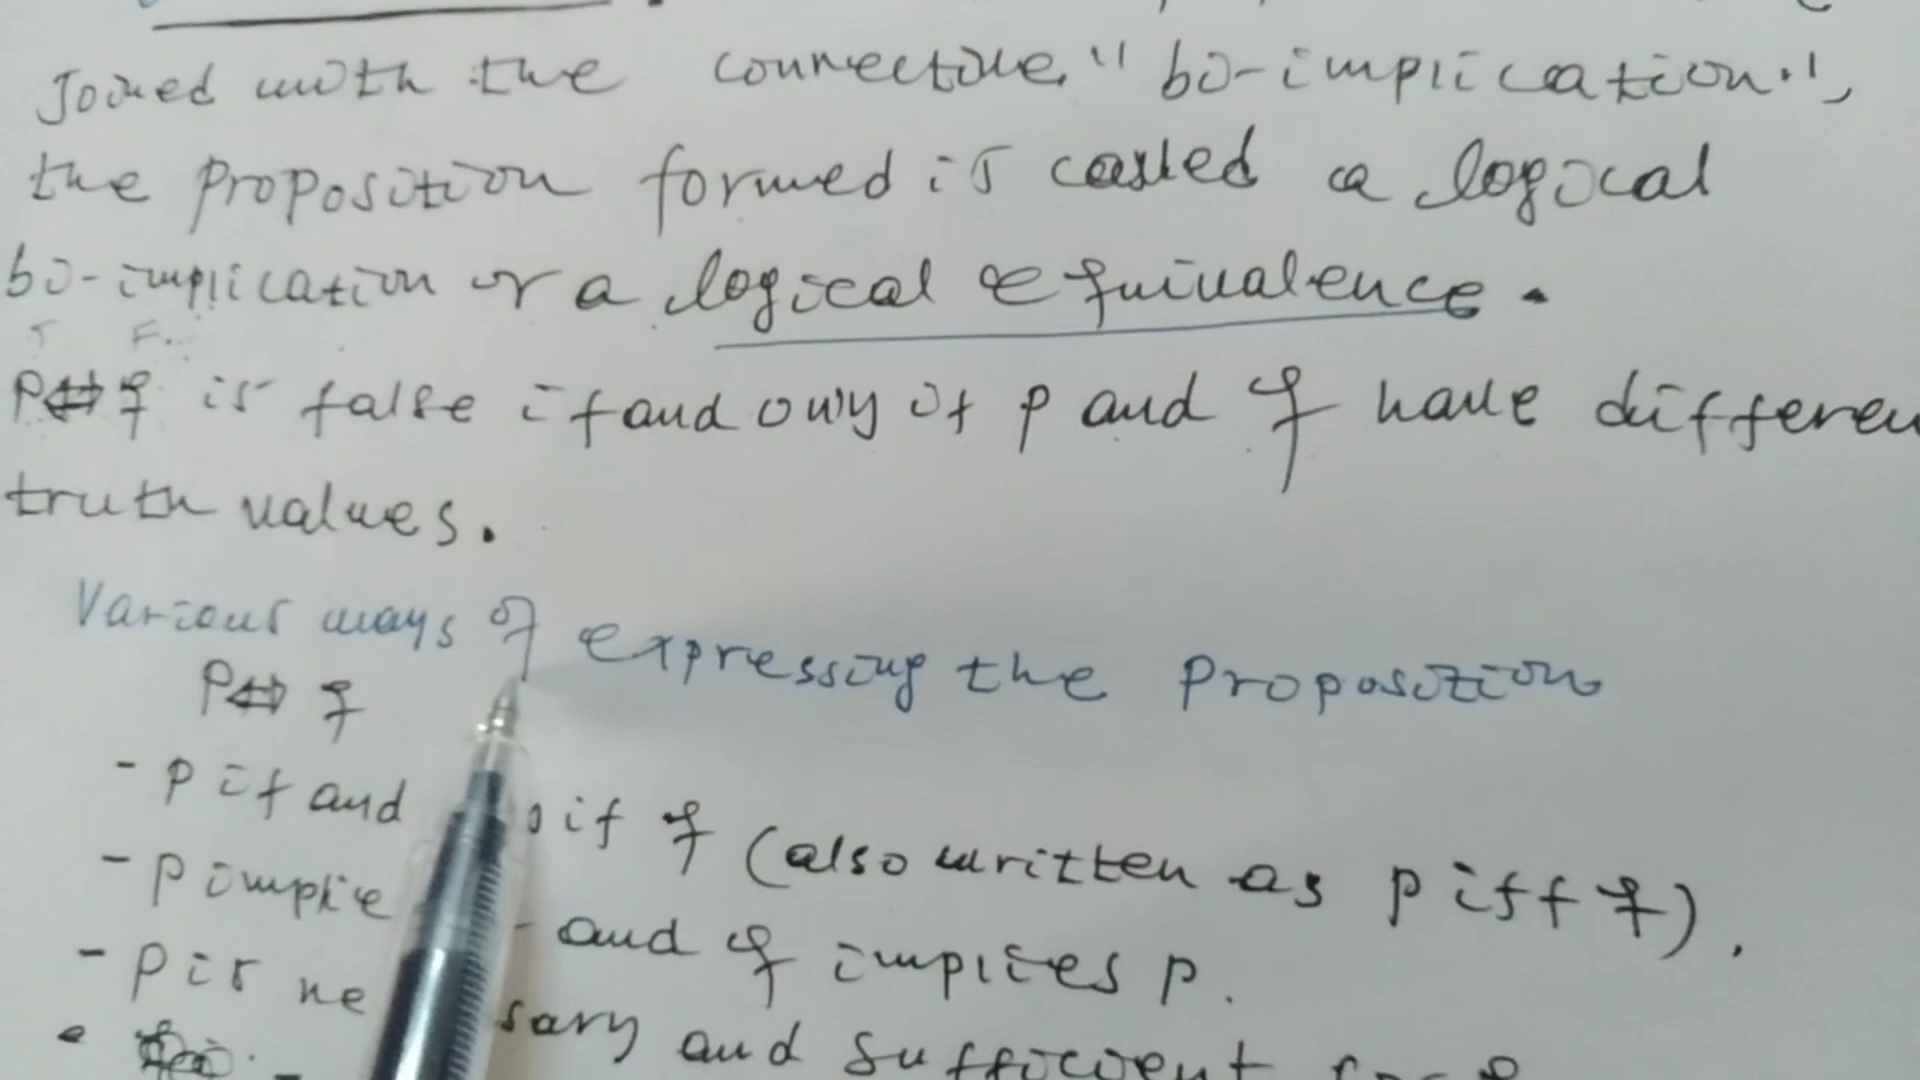 Joined with the connective "bi-implication",
the proposition formed is called a logical
bi-implication or a logical equivalence.
T F.
P⇔q is false if and only if p and q have differen
truth values.
Various ways of expressing the proposition
P⇔q
- p if and if q (also written as p iff q).
- p implie and q implies p.
- p is ne ssary and sufficient for q